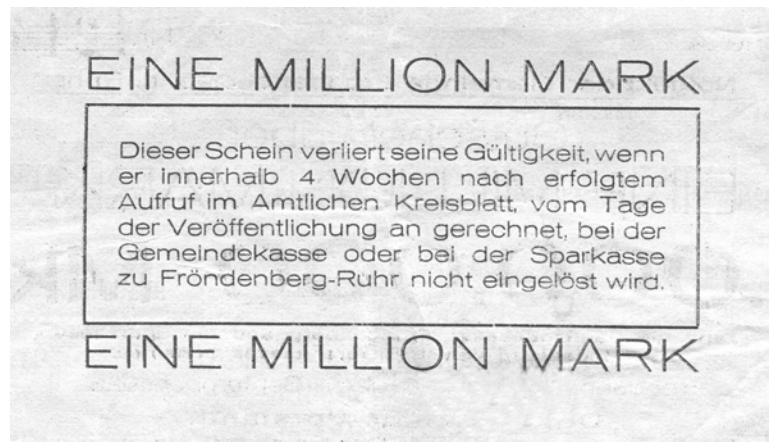 EINE MILLION MARK
Dieser Schein verliert seine Gültigkeit, wenn
er innerhalb 4 Wochen nach erfolgtem
Aufruf im Amtlichen Kreisblatt, vom Tage
der Veröffentlichung an gerechnet, bei der
Gemeindekasse oder bei der Sparkasse
zu Fröndenberg-Ruhr nicht eingelöst wird.
EINE MILLION MARK